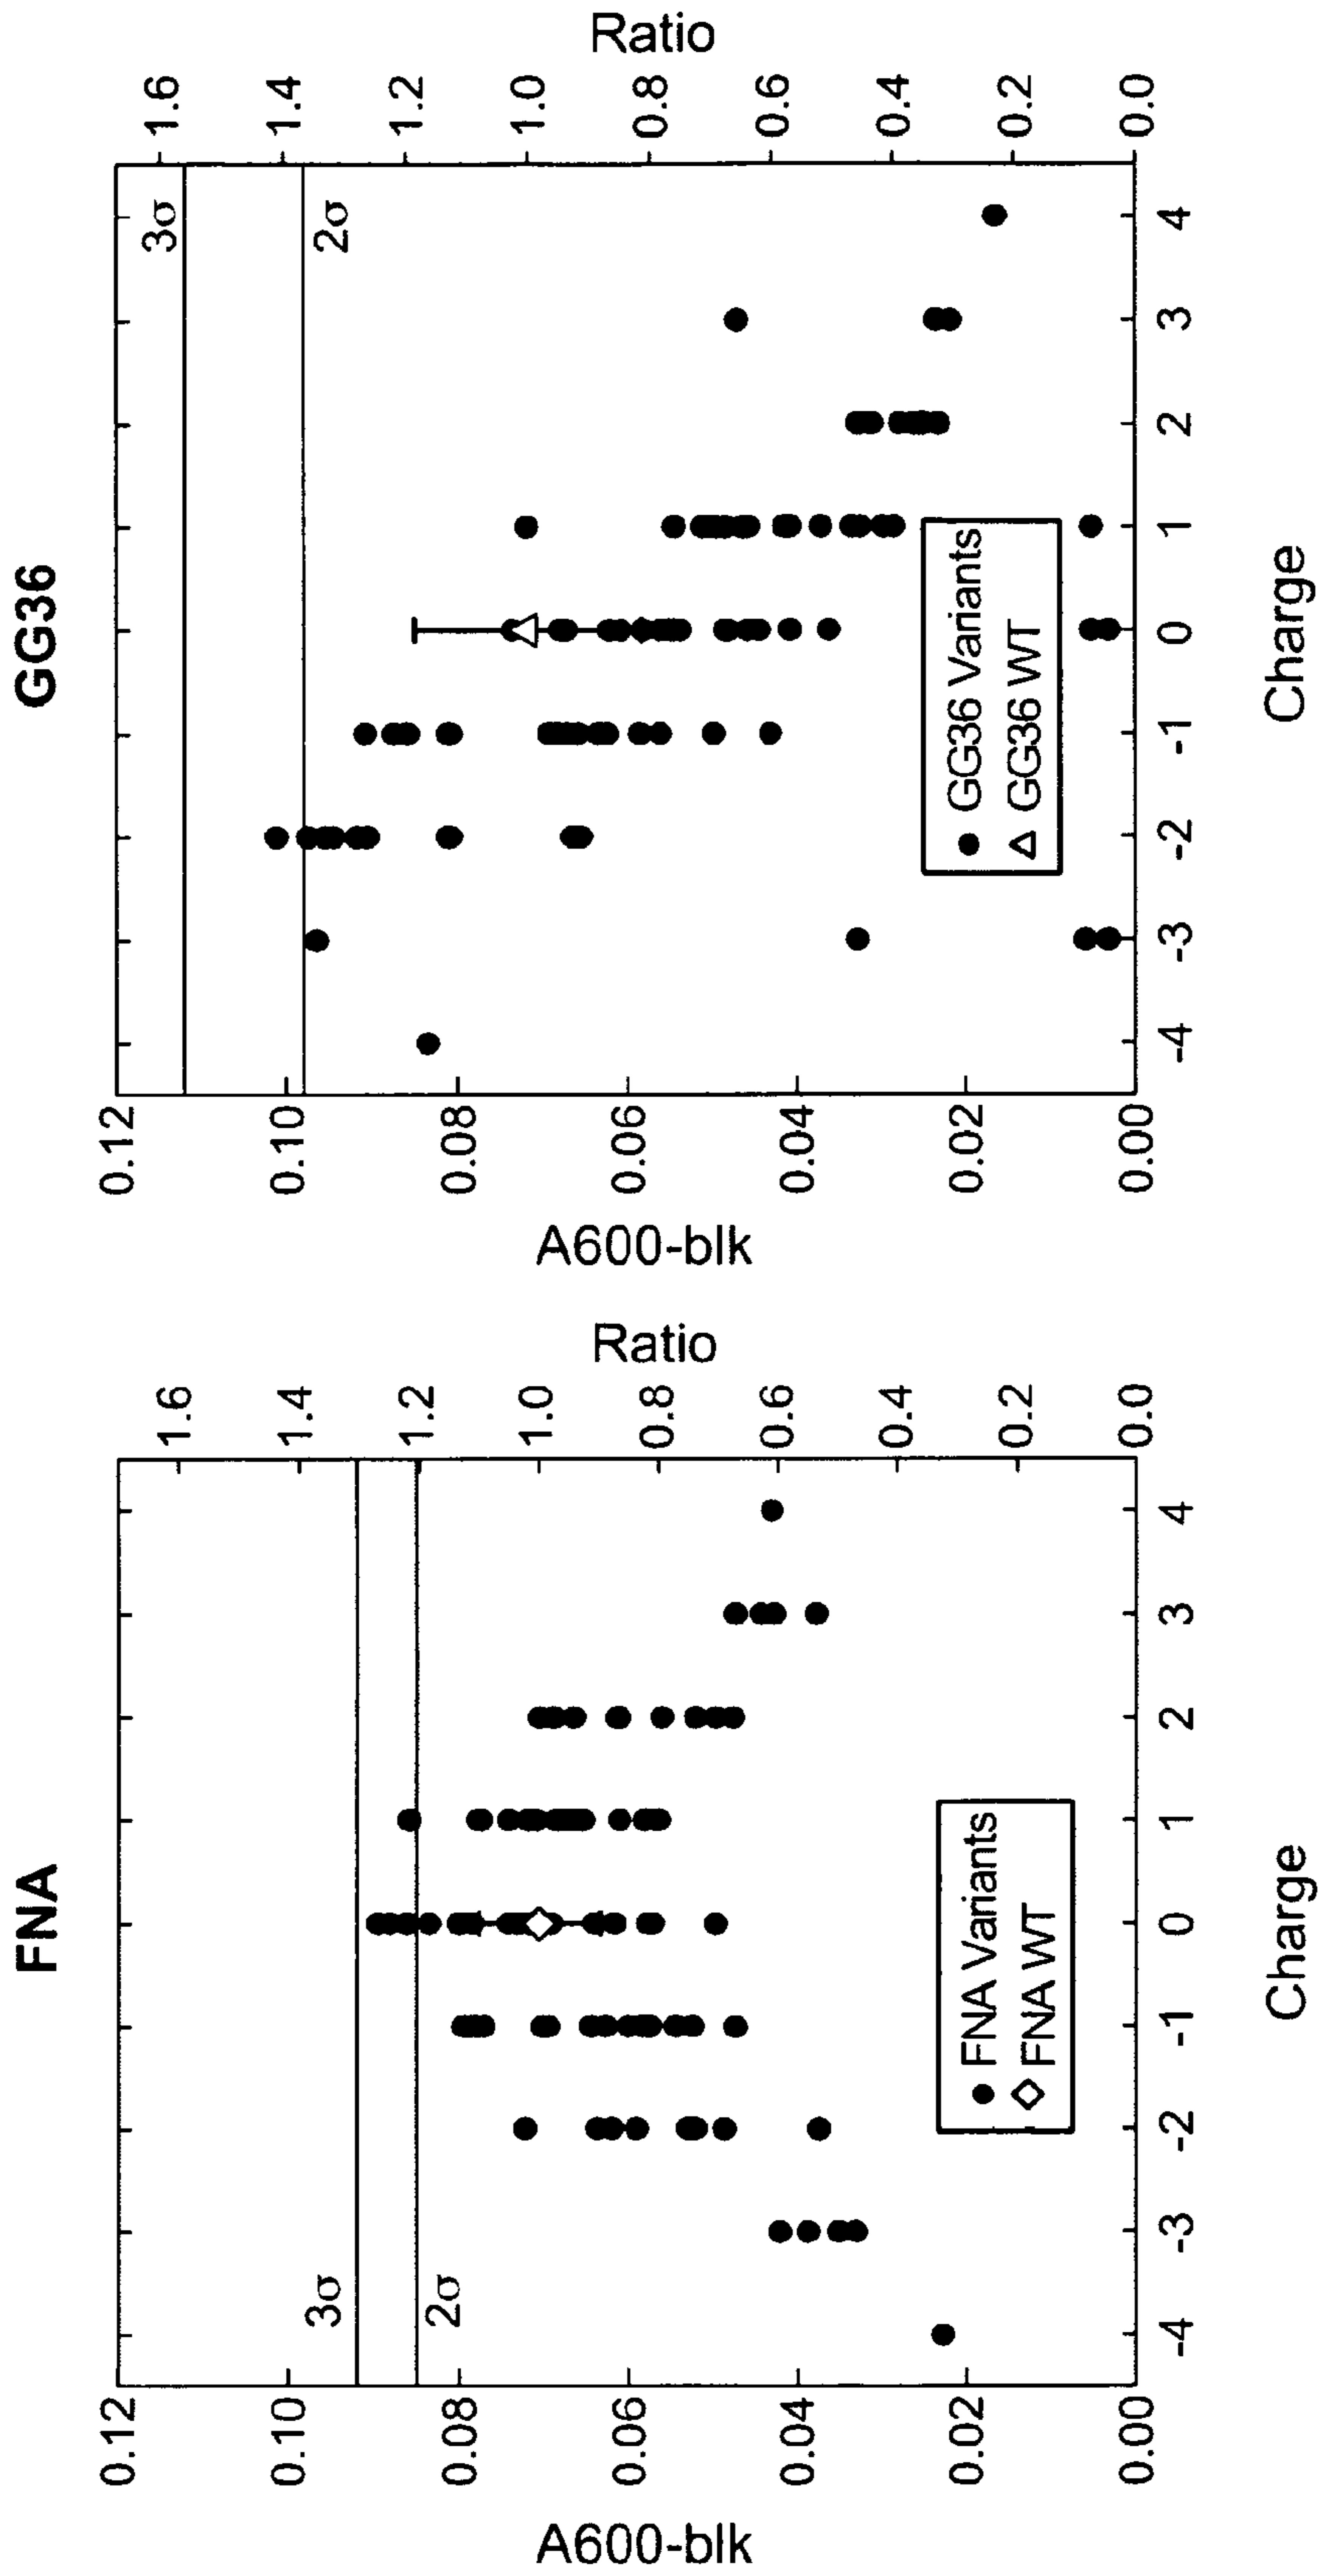 FNA
A600-blk
0.12
0.10
0.08
0.06
0.04
0.02
0.00
3σ
2σ
FNA Variants
FNA WT
1.6
1.4
1.2
1.0
0.8
0.6
0.4
0.2
0.0
Ratio
-4 -3 -2 -1 0 1 2 3 4
Charge
GG36
A600-blk
0.12
0.10
0.08
0.06
0.04
0.02
0.00
3σ
2σ
GG36 Variants
GG36 WT
1.6
1.4
1.2
1.0
0.8
0.6
0.4
0.2
0.0
Ratio
-4 -3 -2 -1 0 1 2 3 4
Charge